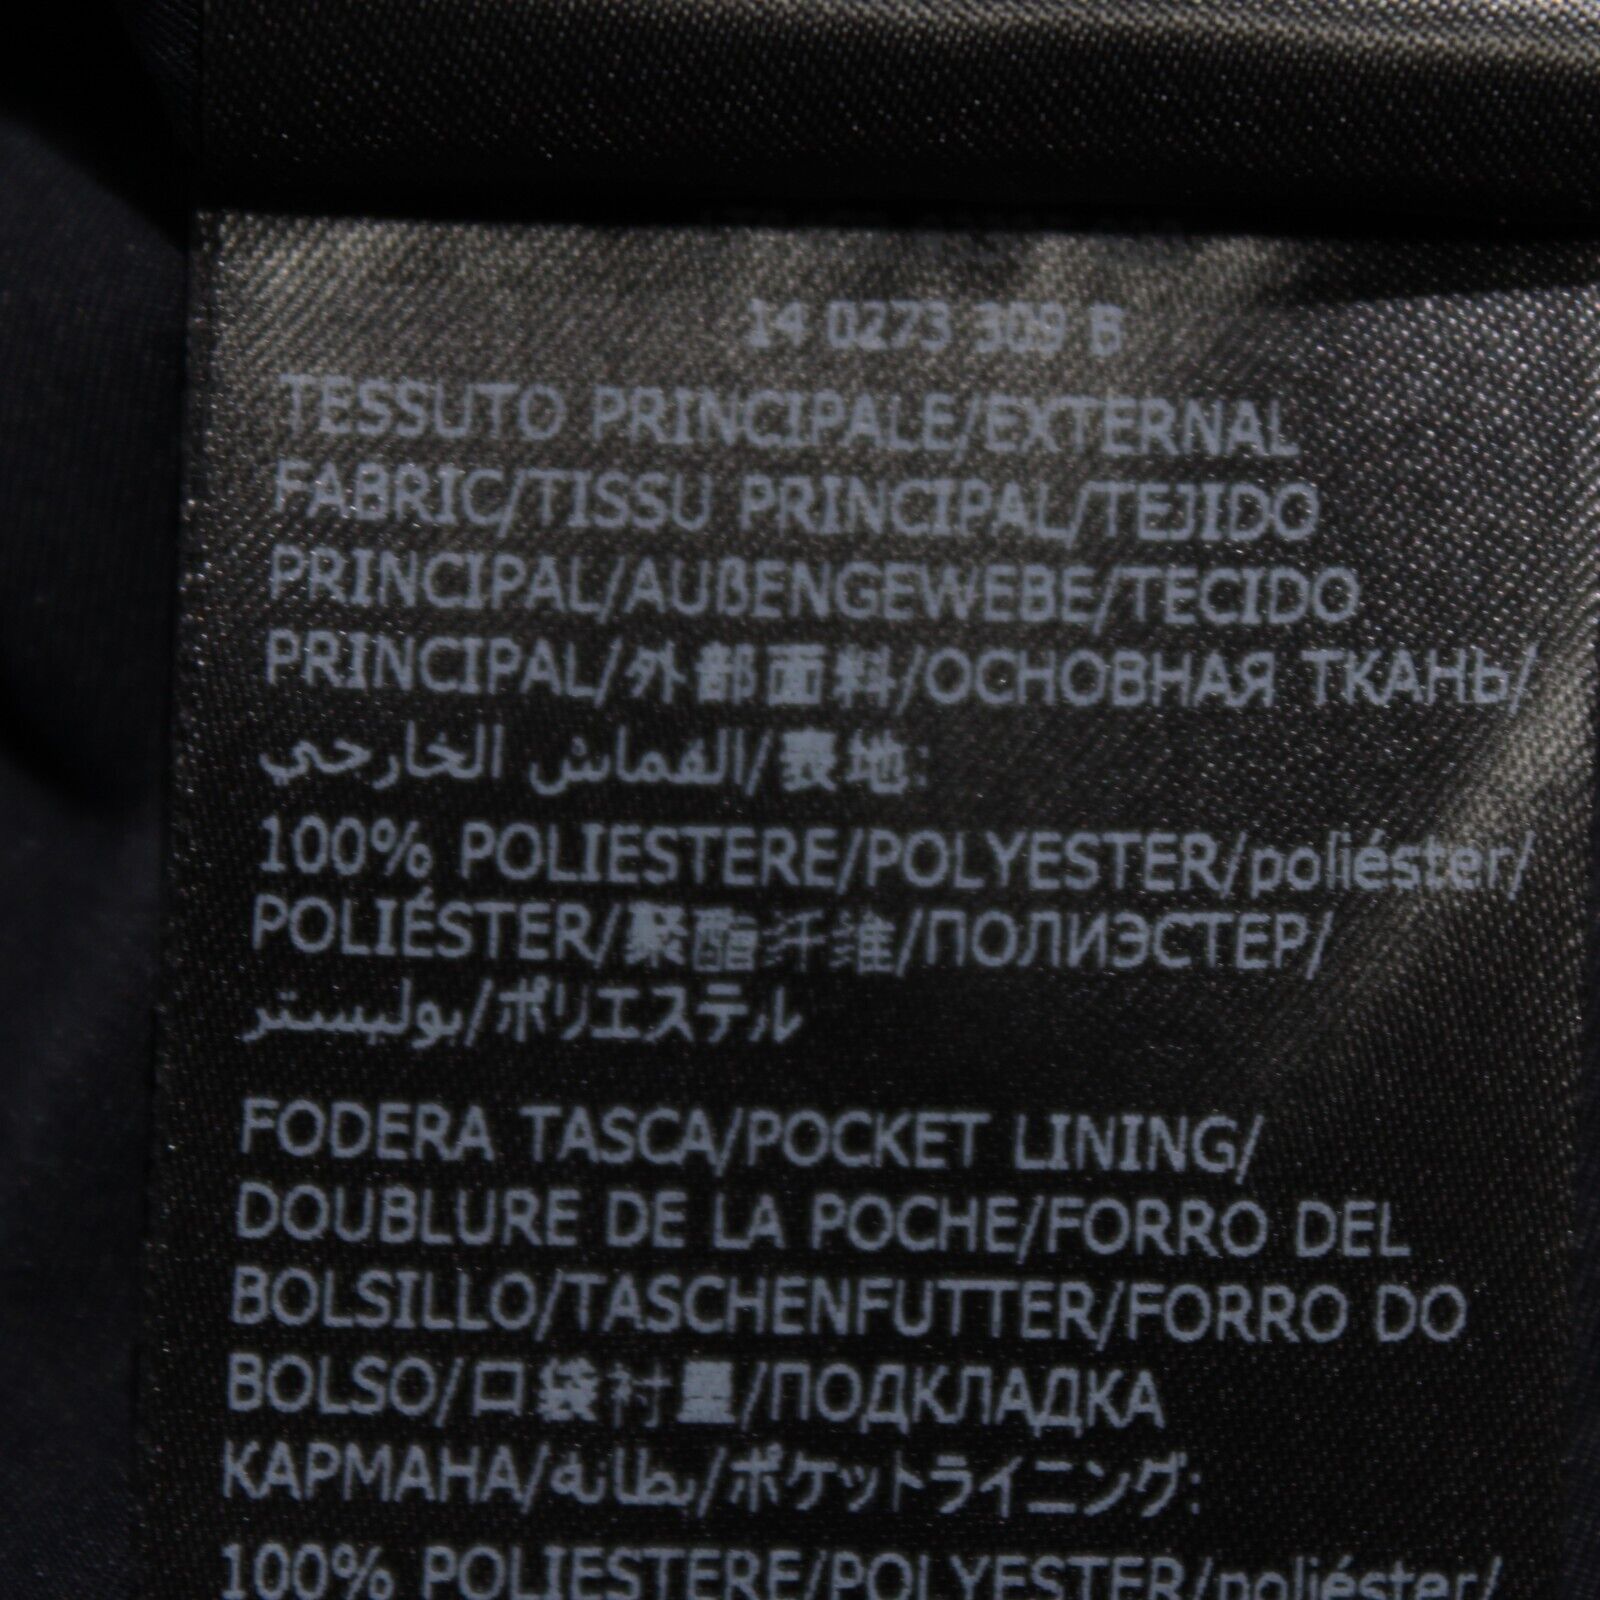 14 0273 309 6
TESSUTO PRINCIPALE/EXTERNAL
FABRIC/TISSU PRINCIPAL/TEJIDO
PRINCIPAL/AUßENGEWEBE/TECIDO
PRINCIPAL/外部面料/ОСНОВНАЯ ТКАНЬ/
القماش الخارجي/表地:
100% POLIESTERE/POLYESTER/poliéster/
POLIÉSTER/聚酯纤维/ПОЛИЭСТЕР/
بوليستر/ポリエステル
FODERA TASCA/POCKET LINING/
DOUBLURE DE LA POCHE/FORRO DEL
BOLSILLO/TASCHENFUTTER/FORRO DO
BOLSO/口袋衬里/ПОДКЛАДКА
КАРМАНА/بطانة/ポケットライニング:
100% POLIESTERE/POLYESTER/poliéster/